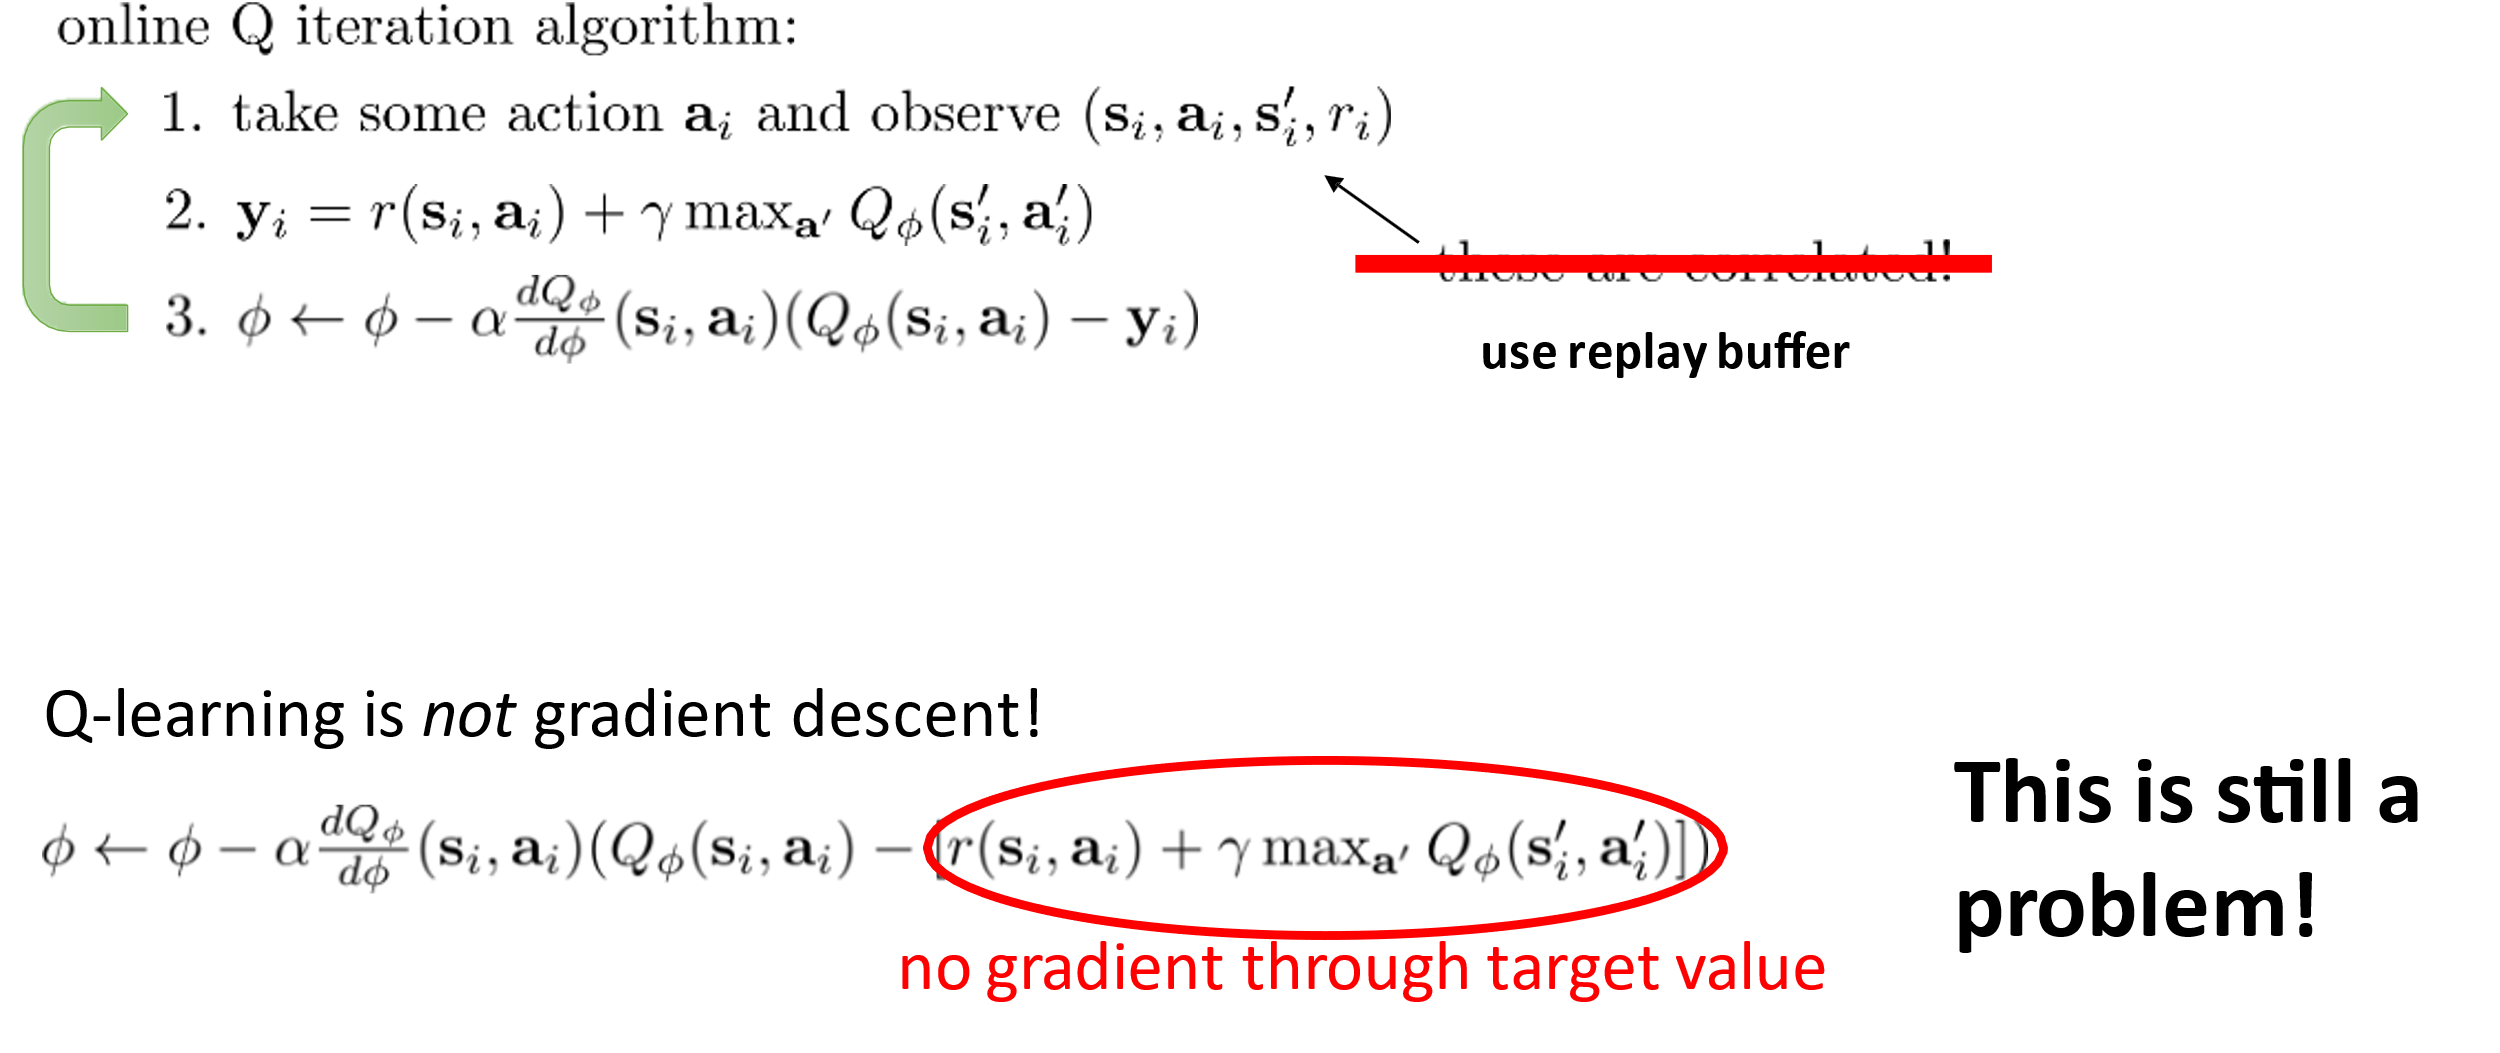 online Q iteration algorithm:
1. take some action a_i and observe (s_i, a_i, s'_i, r_i)
2. y_i = r(s_i, a_i) + γ max_{a'} Q_ϕ(s'_i, a'_i)
these are correlated!
3. ϕ ← ϕ − α dQ_ϕ/dϕ (s_i, a_i)(Q_ϕ(s_i, a_i) − y_i)
use replay buffer
Q-learning is not gradient descent!
ϕ ← ϕ − α dQ_ϕ/dϕ (s_i, a_i)(Q_ϕ(s_i, a_i) − [r(s_i, a_i) + γ max_{a'} Q_ϕ(s'_i, a'_i)])
no gradient through target value
This is still a
problem!